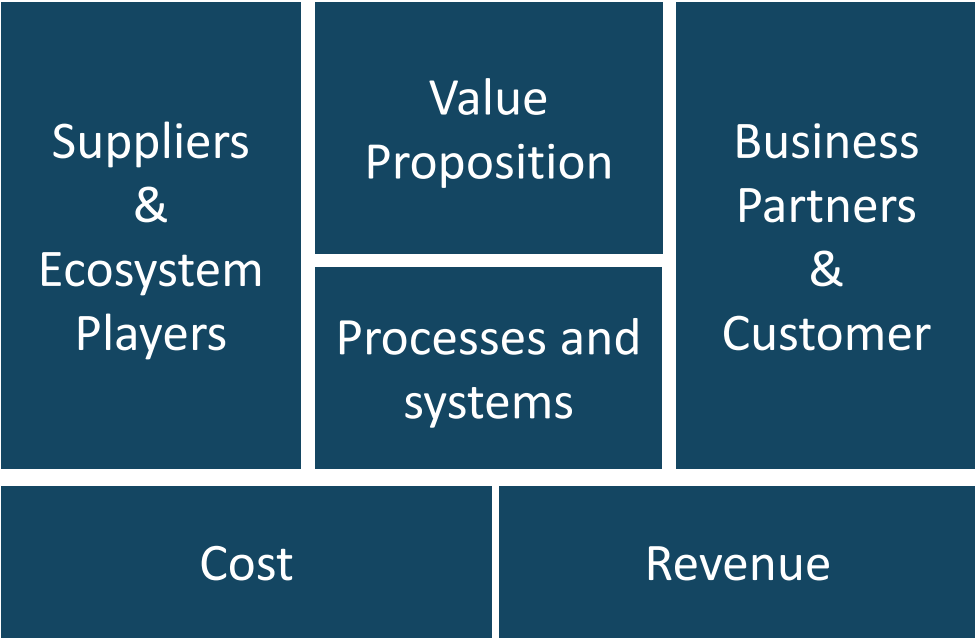 Suppliers
&
Ecosystem
Players
Value
Proposition
Processes and
systems
Business
Partners
&
Customer
Cost
Revenue